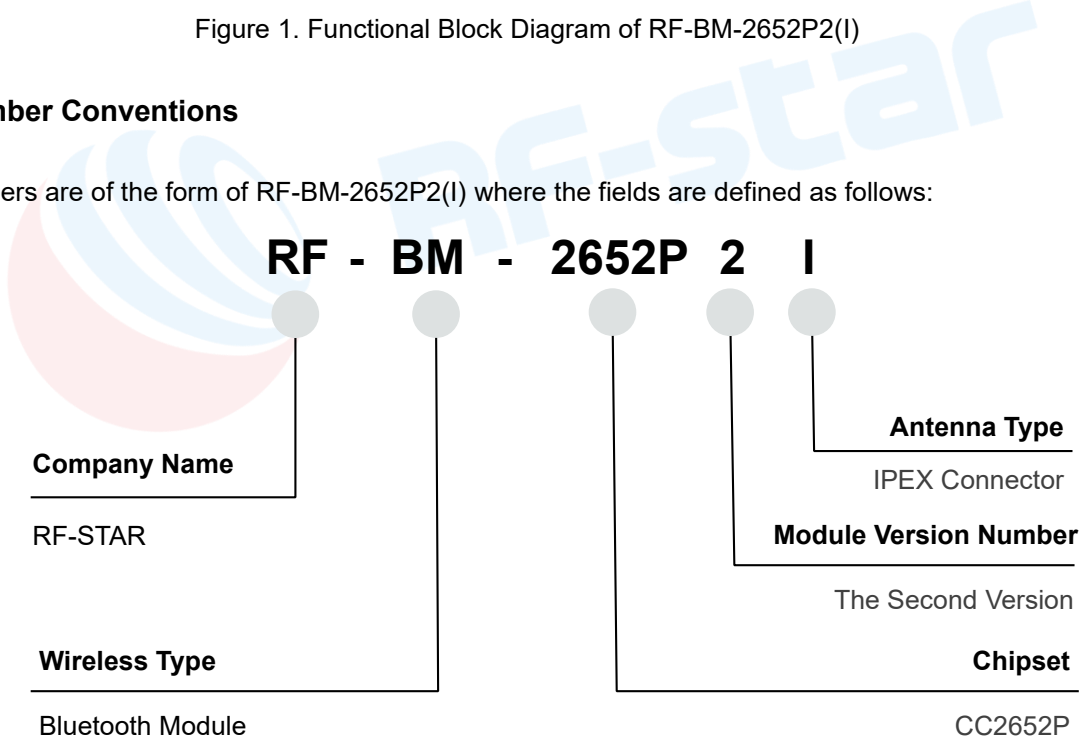 Figure 1. Functional Block Diagram of RF-BM-2652P2(I)
Conventions
are of the form of RF-BM-2652P2(I) where the fields are defined as follows:
RF-star
RF - BM - 2652P 2 I
Company Name
RF-STAR
Wireless Type
Bluetooth Module
Antenna Type
IPEX Connector
Module Version Number
The Second Version
Chipset
CC2652P